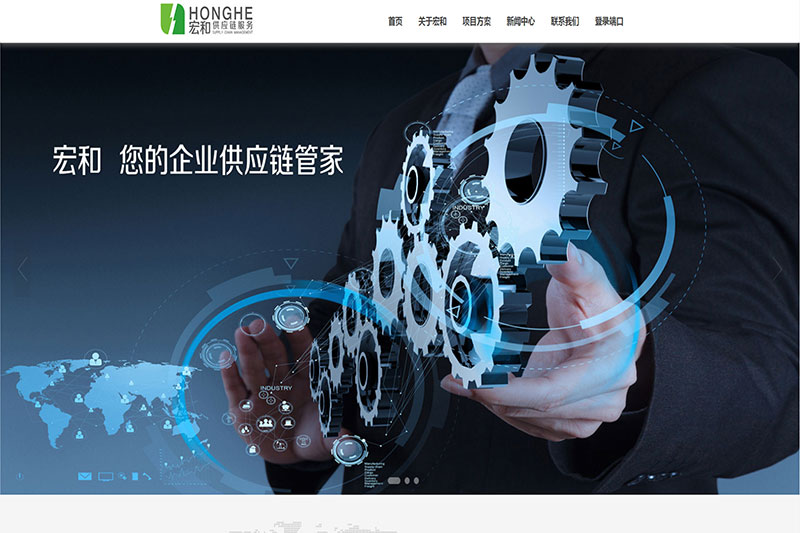 HONGHE
宏和供应链服务
SUPPLY CHAIN MANAGEMENT
首页 关于宏和 项目方案 新闻中心 联系我们 登录端口
宏和 您的企业供应链管家
INDUSTRY
INDUSTRY